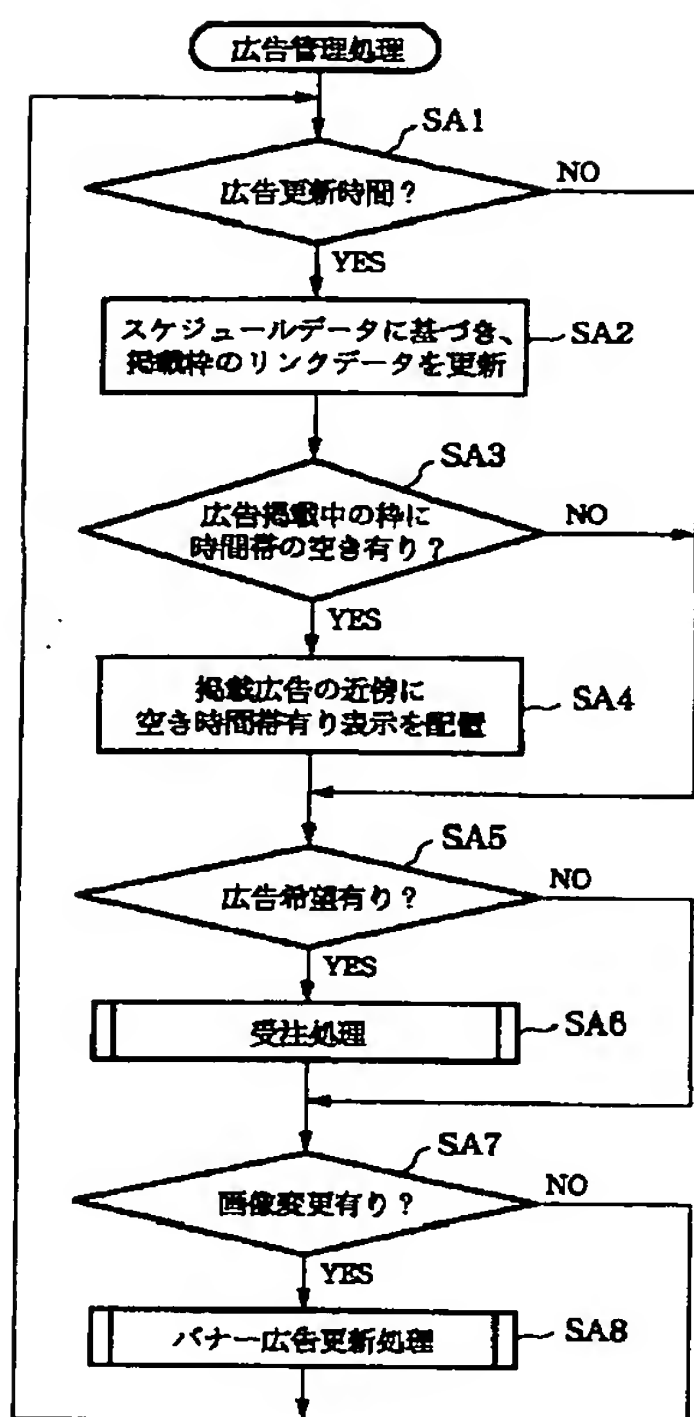 広告管理処理
SA1
広告更新時間？
NO
YES
スケジュールデータに基づき、
掲載枠のリンクデータを更新
SA2
SA3
広告掲載中の枠に
時間帯の空き有り？
NO
YES
掲載広告の近傍に
空き時間帯有り表示を配置
SA4
SA5
広告希望有り？
NO
YES
受注処理
SA6
SA7
画像変更有り？
NO
YES
バナー広告更新処理
SA8